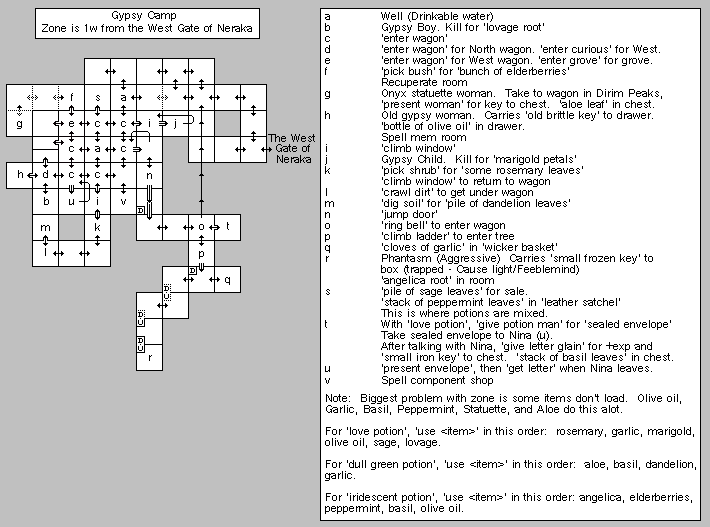 Gypsy Camp
Zone is 1w from the West Gate of Neraka
f s a
g e c c i j
c a c
h d c c n
b u i v
D
m k o t
l p
D
q
D
D U
D U
r
The West
Gate of
Neraka
a Well (Drinkable water)
b Gypsy Boy. Kill for 'lovage root'
c 'enter wagon'
d 'enter wagon' for North wagon. 'enter curious' for West.
e 'enter wagon' for West wagon. 'enter grove' for grove.
f 'pick bush' for 'bunch of elderberries'
Recuperate room
g Onyx statuette woman. Take to wagon in Dirim Peaks,
'present woman' for key to chest. 'aloe leaf' in chest.
h Old gypsy woman. Carries 'old brittle key' to drawer.
'bottle of olive oil' in drawer.
Spell mem room
i 'climb window'
j Gypsy Child. Kill for 'marigold petals'
k 'pick shrub' for 'some rosemary leaves'
'climb window' to return to wagon
l 'crawl dirt' to get under wagon
m 'dig soil' for 'pile of dandelion leaves'
n 'jump door'
o 'ring bell' to enter wagon
p 'climb ladder' to enter tree
q 'cloves of garlic' in 'wicker basket'
r Phantasm (Aggressive) Carries 'small frozen key' to
box (trapped - Cause light/Feeblemind)
'angelica root' in room
s 'pile of sage leaves' for sale.
'stack of peppermint leaves' in 'leather satchel'
This is where potions are mixed.
t With 'love potion', 'give potion man' for 'sealed envelope'
Take sealed envelope to Nina (u).
After talking with Nina, 'give letter glain' for +exp and
'small iron key' to chest. 'stack of basil leaves' in chest.
u 'present envelope', then 'get letter' when Nina leaves.
v Spell component shop
Note: Biggest problem with zone is some items don't load. Olive oil,
Garlic, Basil, Peppermint, Statuette, and Aloe do this alot.
For 'love potion', 'use <item>' in this order: rosemary, garlic, marigold,
olive oil, sage, lovage.
For 'dull green potion', 'use <item>' in this order: aloe, basil, dandelion,
garlic.
For 'iridescent potion', 'use <item>' in this order: angelica, elderberries,
peppermint, basil, olive oil.